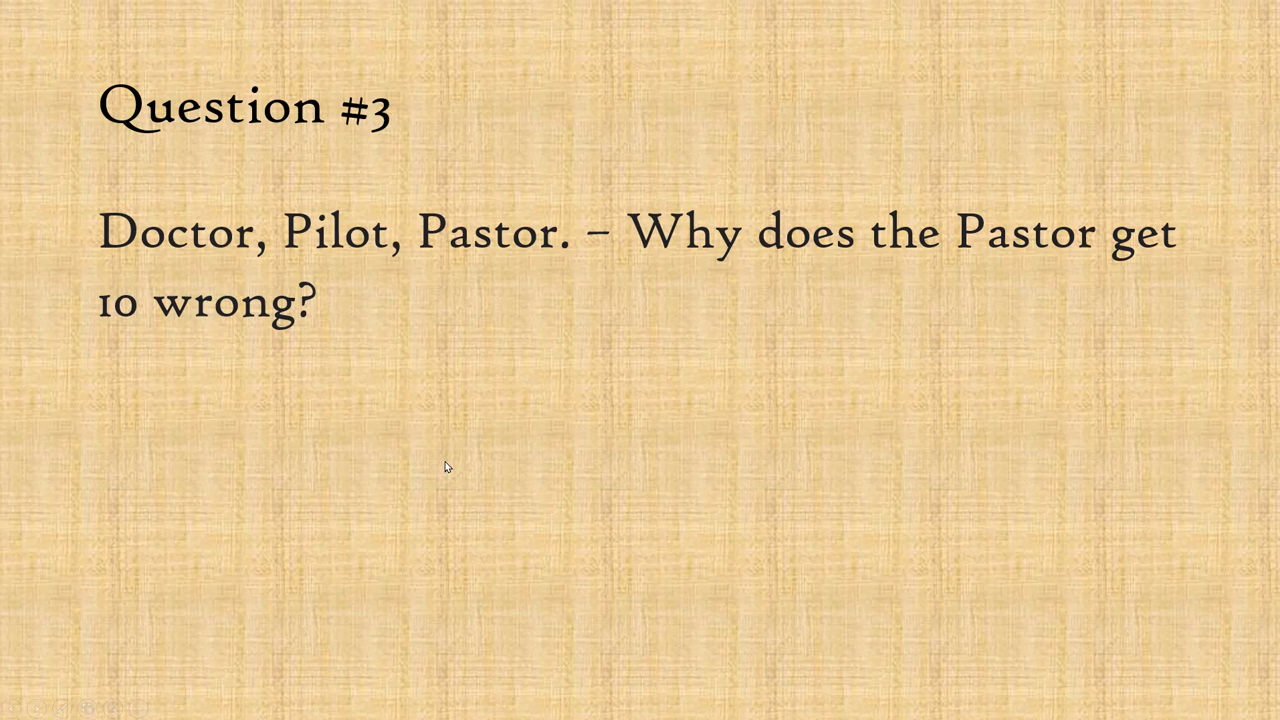 Question #3
Doctor, Pilot, Pastor. – Why does the Pastor get
10 wrong?